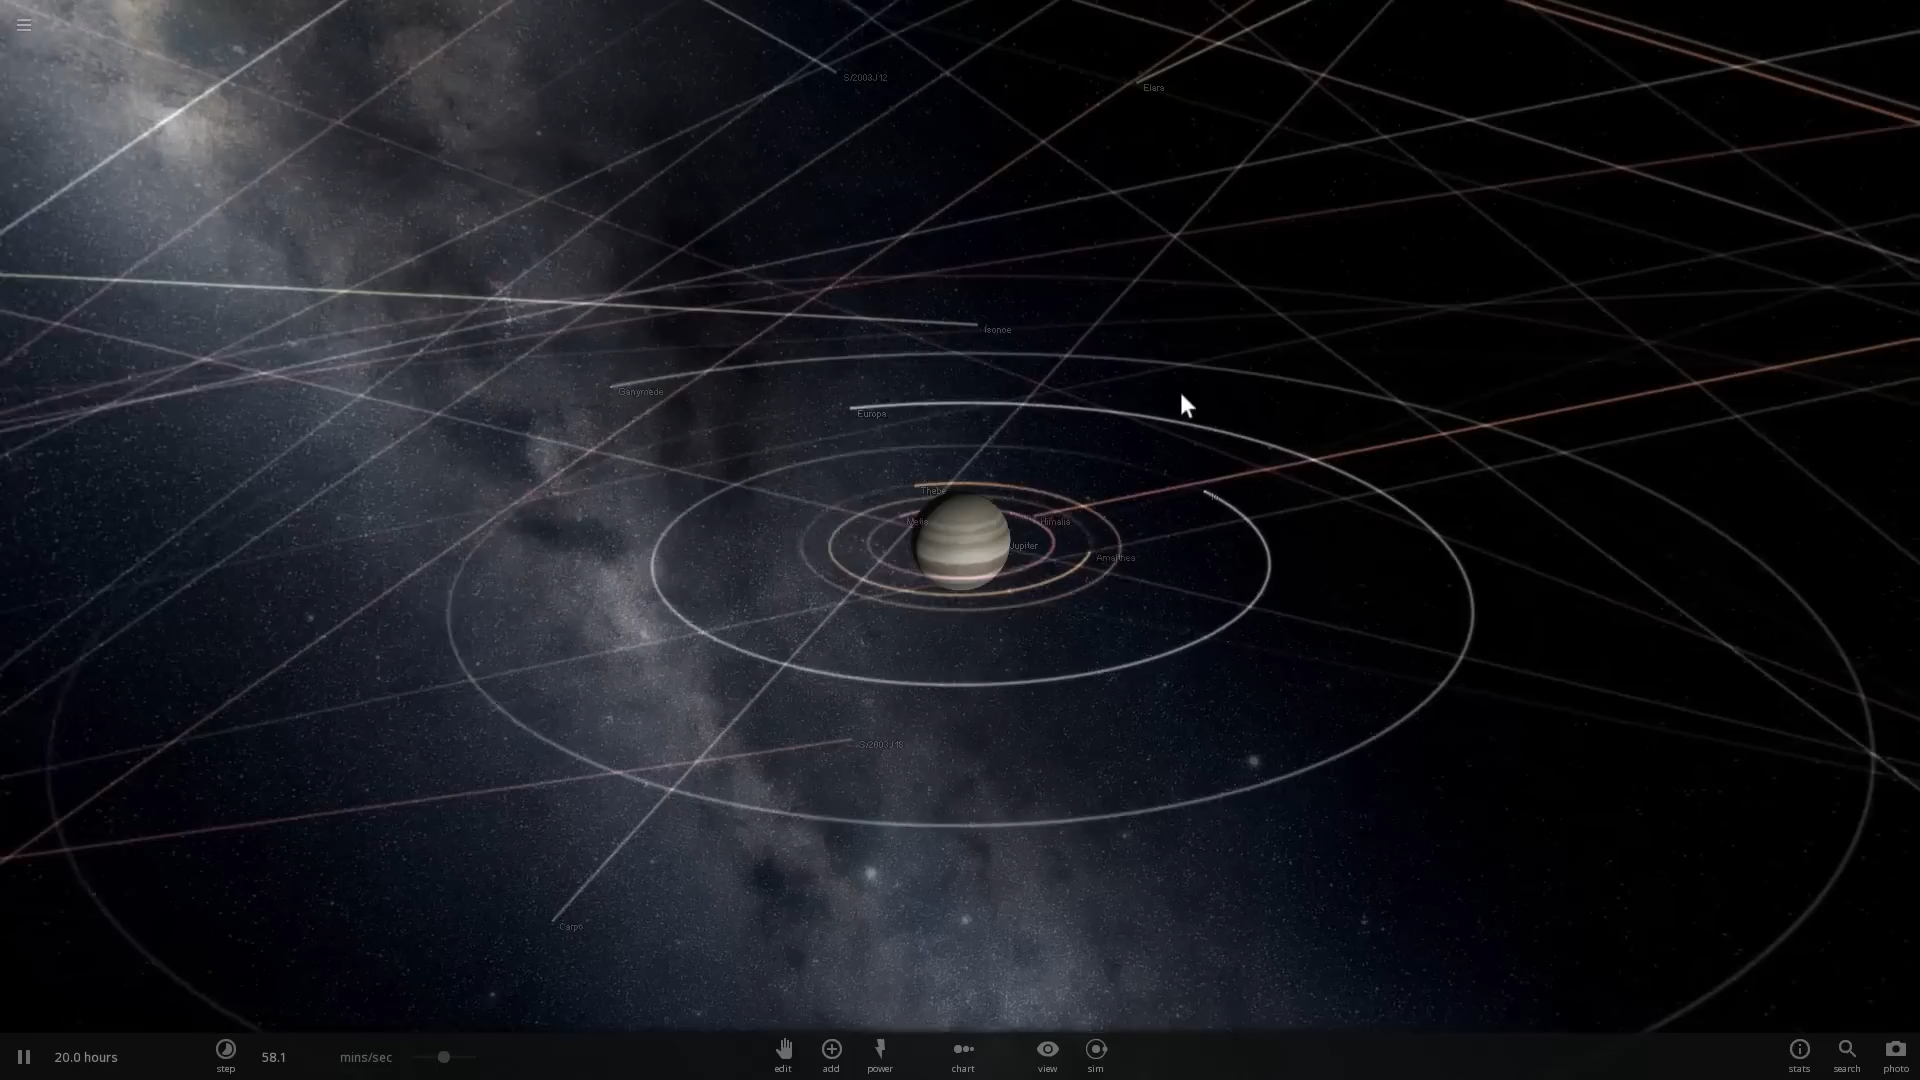 S/2003J12
Elara
Isonoe
Ganymede
Europa
Io
Thebe
Metis
Himalia
Jupiter
Amalthea
S/2003J18
Carpo
20.0 hours
step
58.1
mins/sec
edit
add
power
chart
view
sim
stats
search
photo